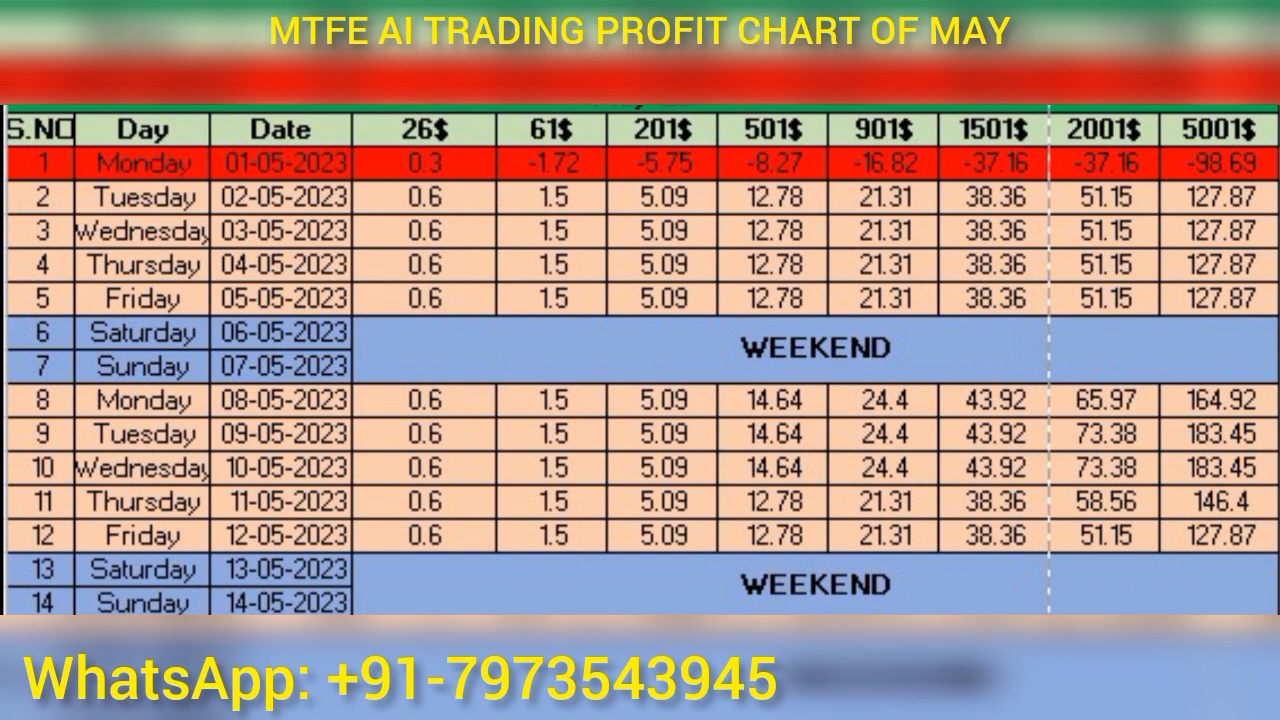 MTFE AI TRADING PROFIT CHART OF MAY
S.NO Day Date 26$ 61$ 201$ 501$ 901$ 1501$ 2001$ 5001$
1 Monday 01-05-2023 0.3 -1.72 -5.75 -8.27 -16.82 -37.16 -37.16 -98.69
2 Tuesday 02-05-2023 0.6 1.5 5.09 12.78 21.31 38.36 51.15 127.87
3 Wednesday 03-05-2023 0.6 1.5 5.09 12.78 21.31 38.36 51.15 127.87
4 Thursday 04-05-2023 0.6 1.5 5.09 12.78 21.31 38.36 51.15 127.87
5 Friday 05-05-2023 0.6 1.5 5.09 12.78 21.31 38.36 51.15 127.87
6 Saturday 06-05-2023
WEEKEND
7 Sunday 07-05-2023
8 Monday 08-05-2023 0.6 1.5 5.09 14.64 24.4 43.92 65.97 164.92
9 Tuesday 09-05-2023 0.6 1.5 5.09 14.64 24.4 43.92 73.38 183.45
10 Wednesday 10-05-2023 0.6 1.5 5.09 14.64 24.4 43.92 73.38 183.45
11 Thursday 11-05-2023 0.6 1.5 5.09 12.78 21.31 38.36 58.56 146.4
12 Friday 12-05-2023 0.6 1.5 5.09 12.78 21.31 38.36 51.15 127.87
13 Saturday 13-05-2023
WEEKEND
14 Sunday 14-05-2023
WhatsApp: +91-7973543945